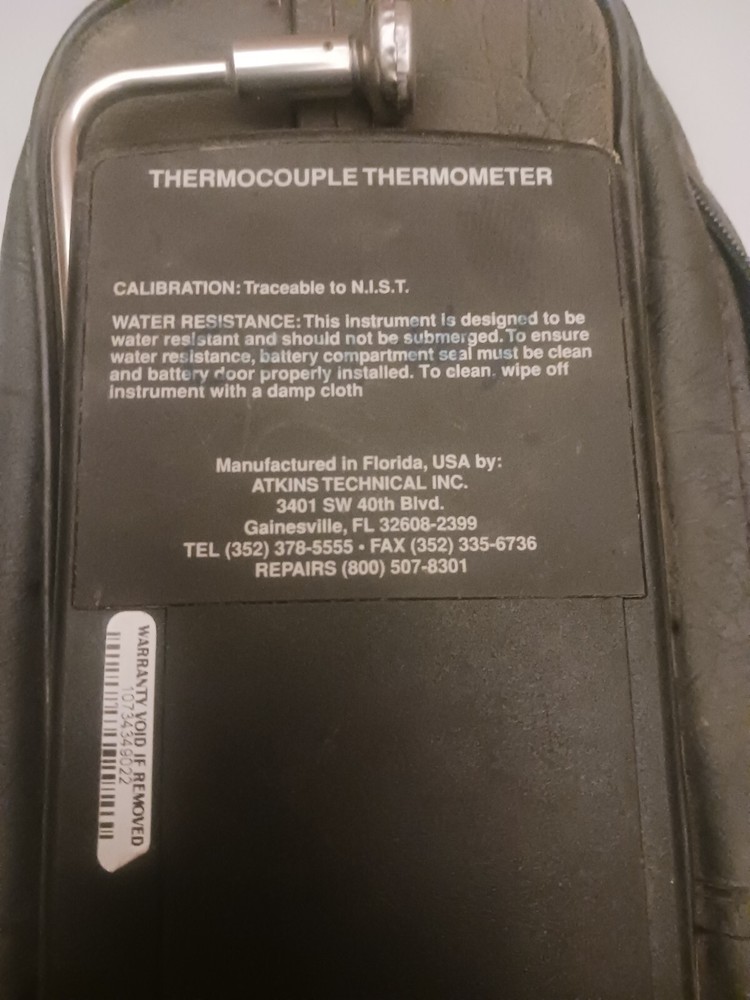 THERMOCOUPLE THERMOMETER
CALIBRATION: Traceable to N.I.S.T.
WATER RESISTANCE: This instrument is designed to be
water resistant and should not be submerged. To ensure
water resistance, battery compartment seal must be clean
and battery door properly installed. To clean. wipe off
instrument with a damp cloth
Manufactured in Florida, USA by:
ATKINS TECHNICAL INC.
3401 SW 40th Blvd.
Gainesville, FL 32608-2399
TEL (352) 378-5555 • FAX (352) 335-6736
REPAIRS (800) 507-8301
WARRANTY VOID IF REMOVED
107343449022